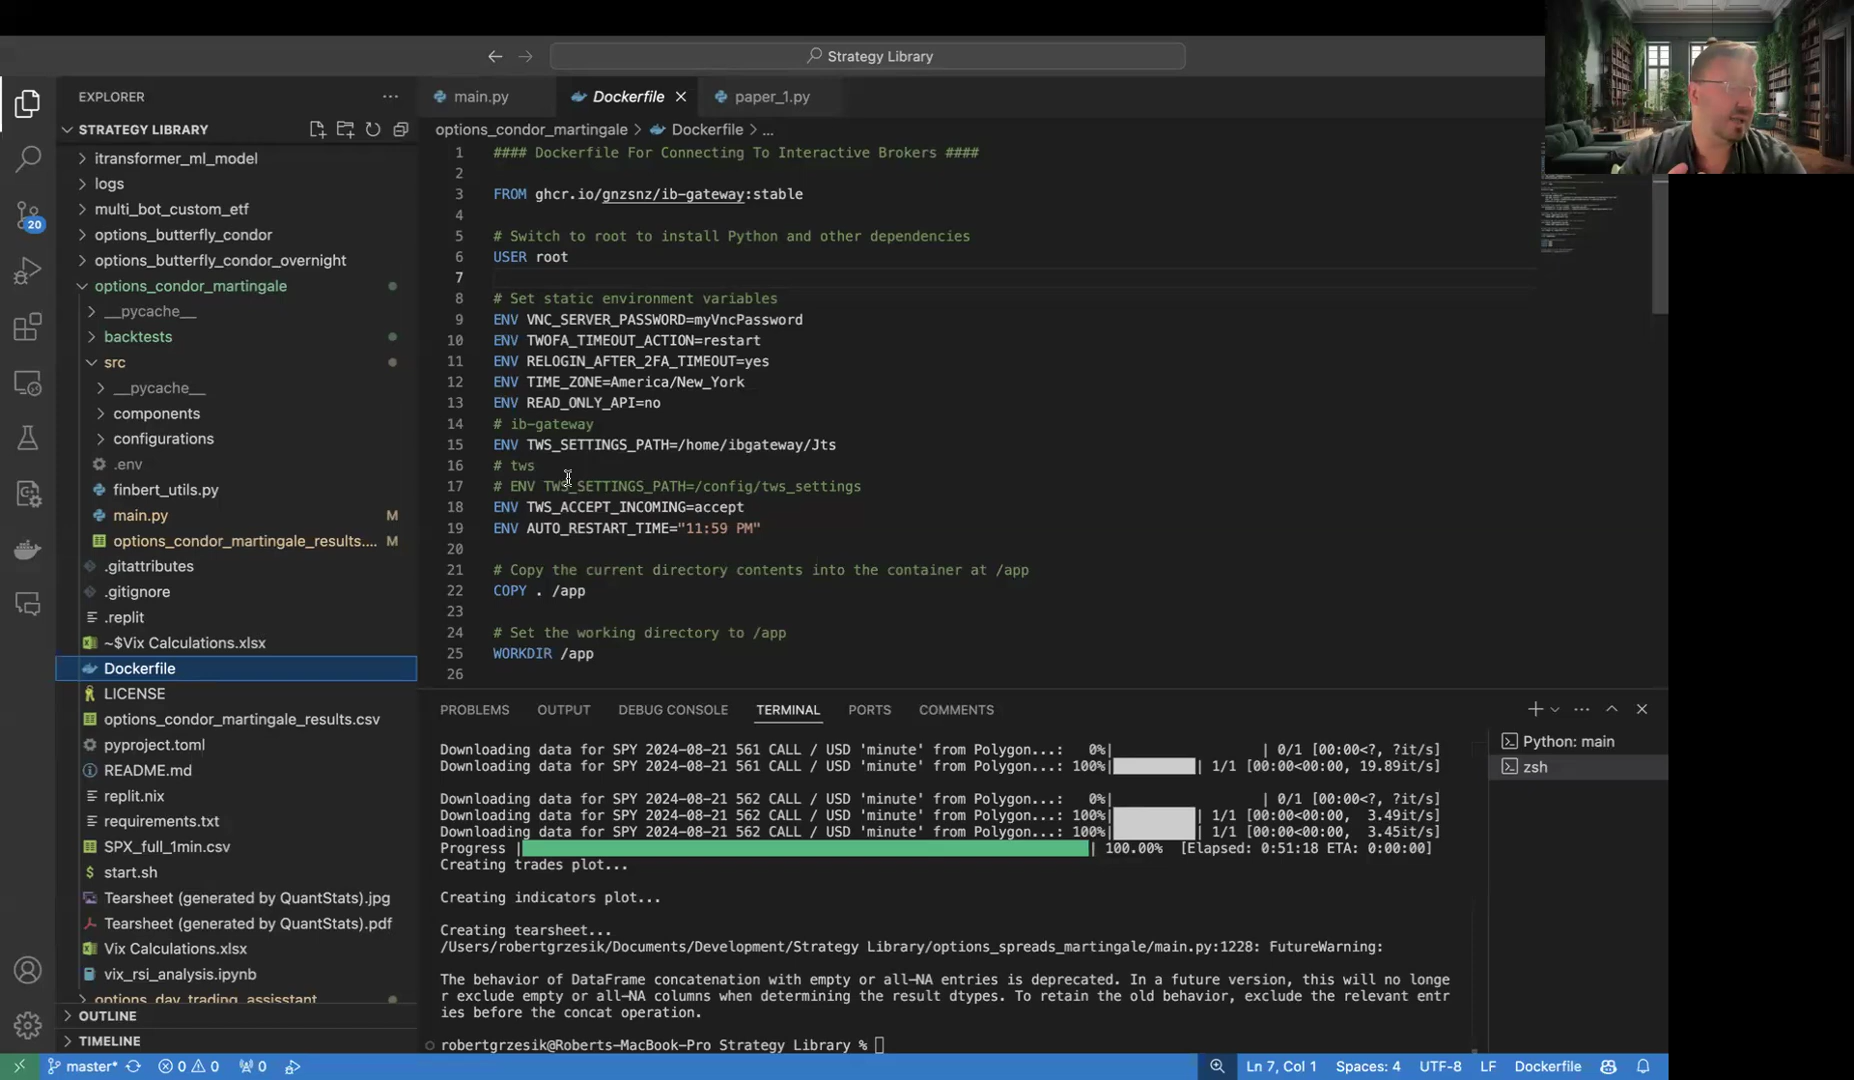 Strategy Library
EXPLORER
STRATEGY LIBRARY
itransformer_ml_model
logs
multi_bot_custom_etf
20
options_butterfly_condor
options_butterfly_condor_overnight
options_condor_martingale
__pycache__
backtests
src
__pycache__
components
configurations
.env
finbert_utils.py
main.py M
options_condor_martingale_results.... M
.gitattributes
.gitignore
.replit
~$Vix Calculations.xlsx
Dockerfile
LICENSE
options_condor_martingale_results.csv
pyproject.toml
README.md
replit.nix
requirements.txt
SPX_full_1min.csv
start.sh
Tearsheet (generated by QuantStats).jpg
Tearsheet (generated by QuantStats).pdf
Vix Calculations.xlsx
vix_rsi_analysis.ipynb
options_day_trading_assisstant
OUTLINE
TIMELINE
main.py Dockerfile paper_1.py
options_condor_martingale > Dockerfile > ...
1 #### Dockerfile For Connecting To Interactive Brokers ####
2
3 FROM ghcr.io/gnzsnz/ib-gateway:stable
4
5 # Switch to root to install Python and other dependencies
6 USER root
7
8 # Set static environment variables
9 ENV VNC_SERVER_PASSWORD=myVncPassword
10 ENV TWOFA_TIMEOUT_ACTION=restart
11 ENV RELOGIN_AFTER_2FA_TIMEOUT=yes
12 ENV TIME_ZONE=America/New_York
13 ENV READ_ONLY_API=no
14 # ib-gateway
15 ENV TWS_SETTINGS_PATH=/home/ibgateway/Jts
16 # tws
17 # ENV TWS_SETTINGS_PATH=/config/tws_settings
18 ENV TWS_ACCEPT_INCOMING=accept
19 ENV AUTO_RESTART_TIME="11:59 PM"
20
21 # Copy the current directory contents into the container at /app
22 COPY . /app
23
24 # Set the working directory to /app
25 WORKDIR /app
26
PROBLEMS OUTPUT DEBUG CONSOLE TERMINAL PORTS COMMENTS
Downloading data for SPY 2024-08-21 561 CALL / USD 'minute' from Polygon...: 0%| | 0/1 [00:00<?, ?it/s]
Downloading data for SPY 2024-08-21 561 CALL / USD 'minute' from Polygon...: 100%| | 1/1 [00:00<00:00, 19.89it/s]
Downloading data for SPY 2024-08-21 562 CALL / USD 'minute' from Polygon...: 0%| | 0/1 [00:00<?, ?it/s]
Downloading data for SPY 2024-08-21 562 CALL / USD 'minute' from Polygon...: 100%| | 1/1 [00:00<00:00, 3.49it/s]
Downloading data for SPY 2024-08-21 562 CALL / USD 'minute' from Polygon...: 100%| | 1/1 [00:00<00:00, 3.45it/s]
Progress | | 100.00% [Elapsed: 0:51:18 ETA: 0:00:00]
Creating trades plot...
Creating indicators plot...
Creating tearsheet...
/Users/robertgrzesik/Documents/Development/Strategy Library/options_spreads_martingale/main.py:1228: FutureWarning:
The behavior of DataFrame concatenation with empty or all-NA entries is deprecated. In a future version, this will no longe
r exclude empty or all-NA columns when determining the result dtypes. To retain the old behavior, exclude the relevant entr
ies before the concat operation.
robertgrzesik@Roberts-MacBook-Pro Strategy Library %
Python: main
zsh
master* 0 0 0 Ln 7, Col 1 Spaces: 4 UTF-8 LF Dockerfile